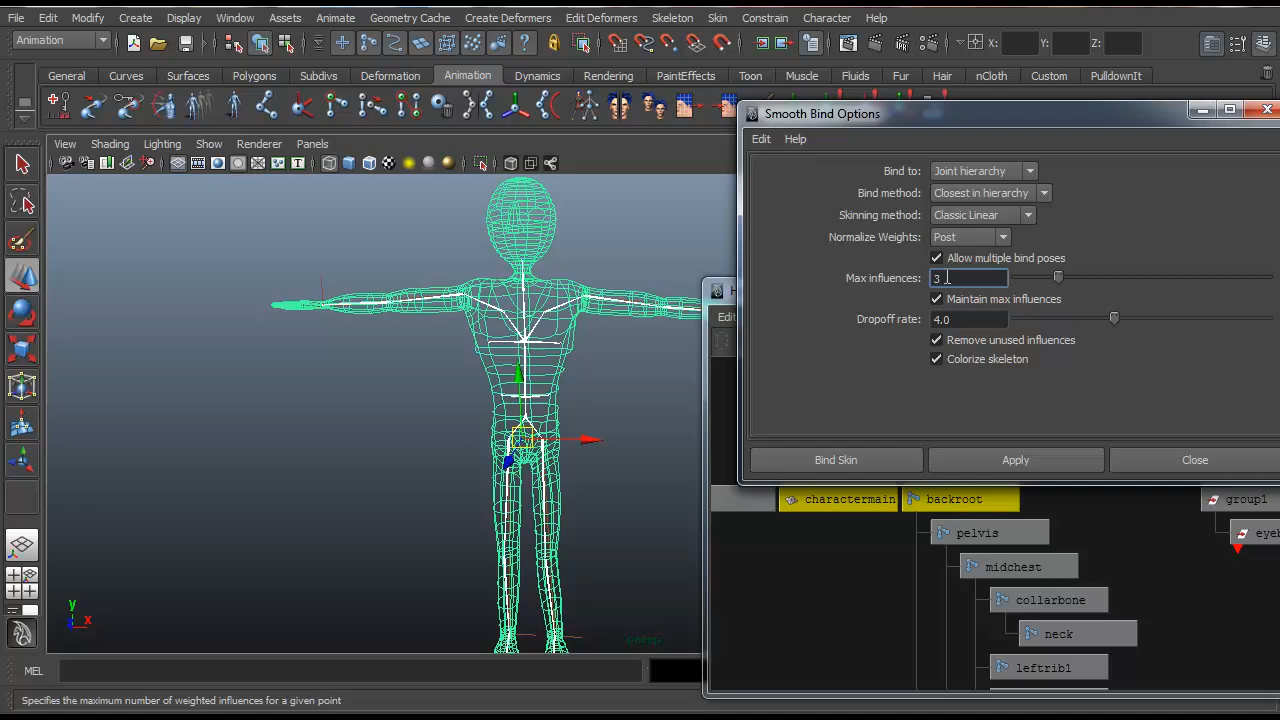 File Edit Modify Create Display Window Assets Animate Geometry Cache Create Deformers Edit Deformers Skeleton Skin Constrain Character Help
Animation X: Y: Z:
General Curves Surfaces Polygons Subdivs Deformation Animation Dynamics Rendering PaintEffects Toon Muscle Fluids Fur Hair nCloth Custom PulldownIt
View Shading Lighting Show Renderer Panels
Smooth Bind Options
Edit Help
Bind to: Joint hierarchy
Bind method: Closest in hierarchy
Skinning method: Classic Linear
Normalize Weights: Post
Allow multiple bind poses
Max influences: 3
Maintain max influences
Dropoff rate: 4.0
Remove unused influences
Colorize skeleton
Bind Skin Apply Close
H
Edi
charactermain backroot group1
pelvis eyeb
midchest
collarbone
neck
leftrib1
y
x
persp
MEL
Specifies the maximum number of weighted influences for a given point